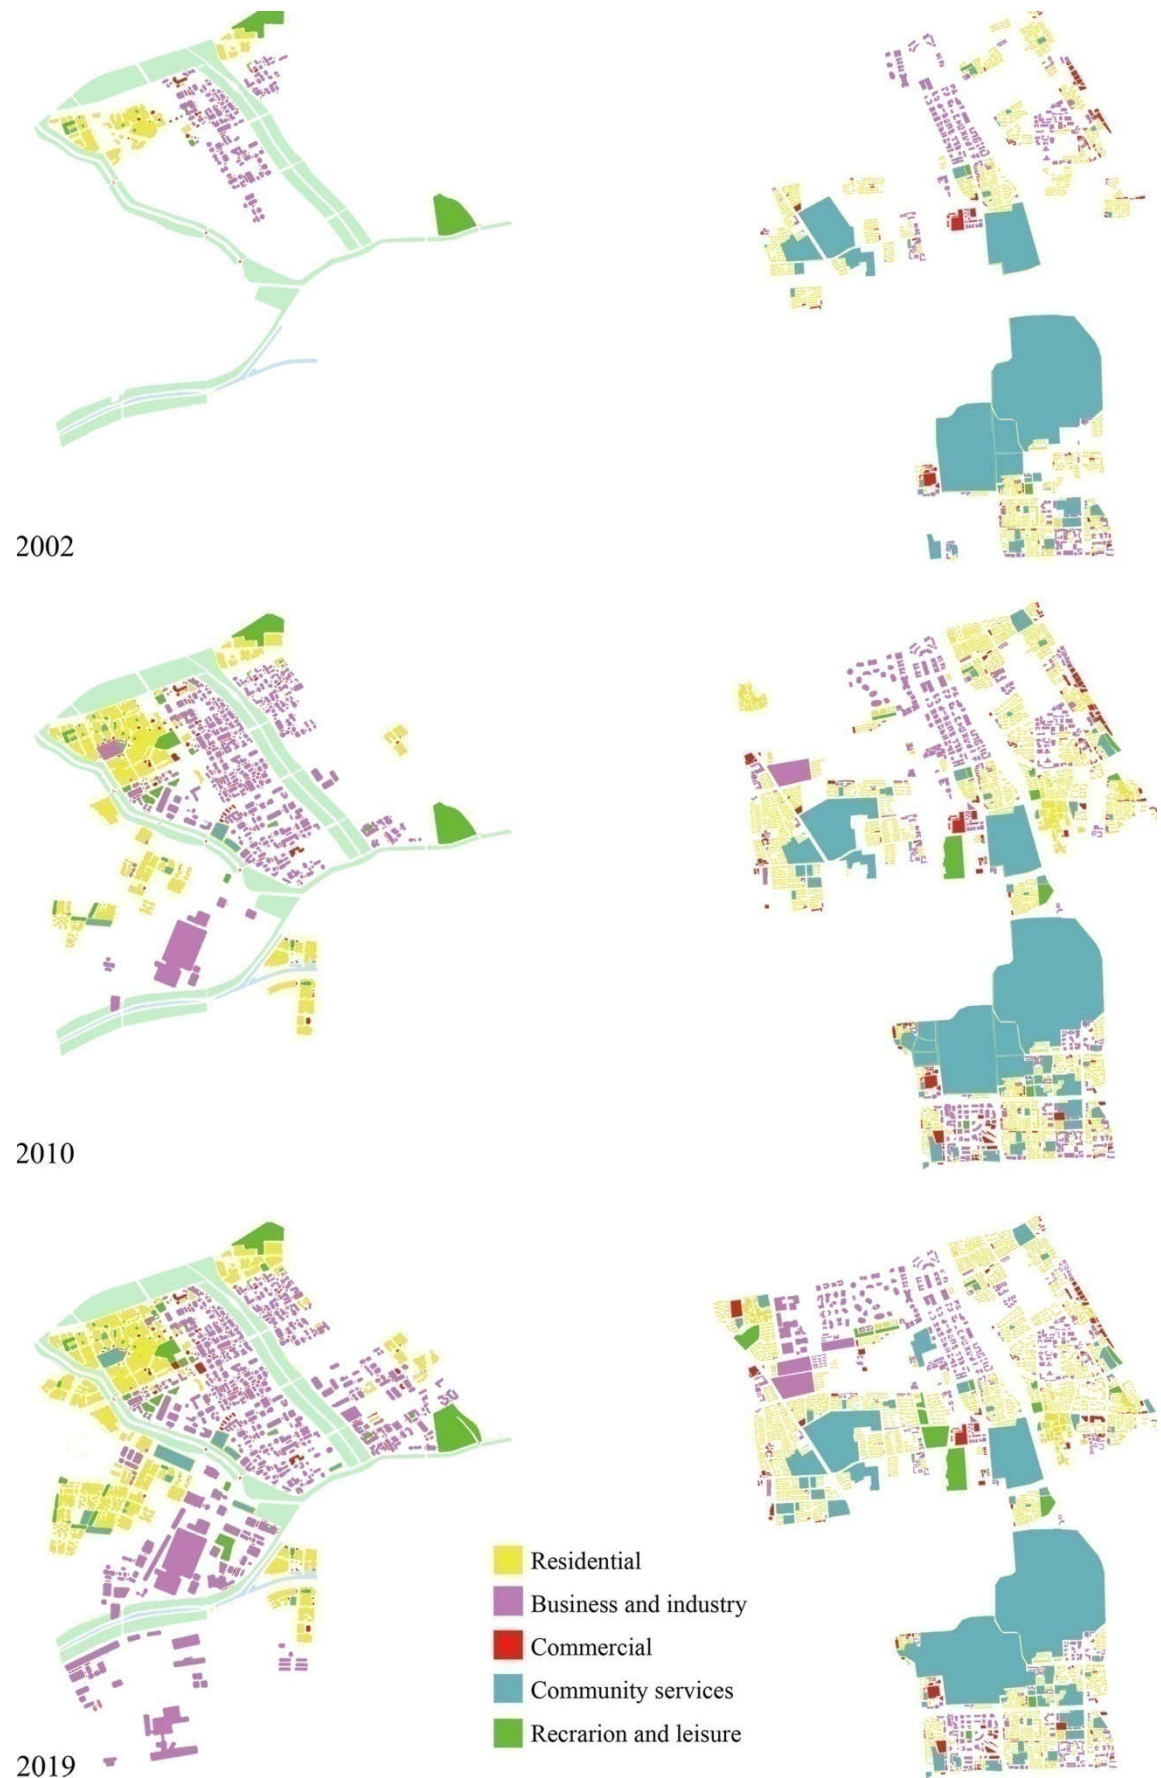 2002
2010
Residential
Business and industry
Commercial
Community services
Recrarion and leisure
2019